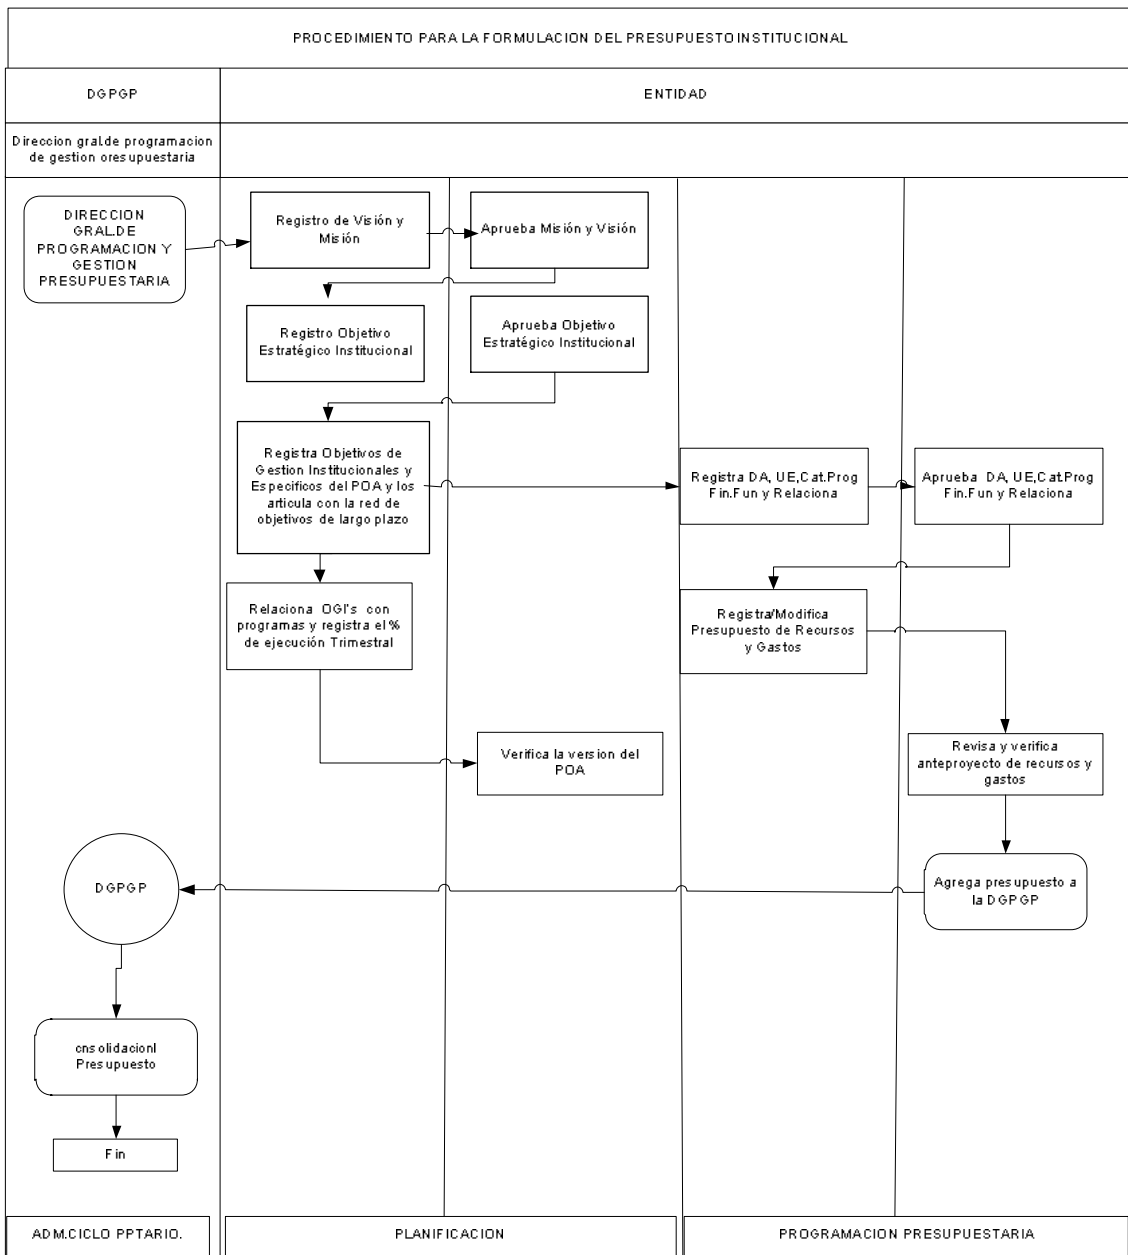 PROCEDIMIENTO PARA LA FORMULACION DEL PRESUPUESTO INSTITUCIONAL
DGPGP
ENTIDAD
Direccion gral.de programacion
de gestion oresupuestaria
DIRECCION
GRAL.DE
PROGRAMACION Y
GESTION
PRESUPUESTARIA
Registro de Visión y
Misión
Aprueba Misión y Visión
Registro Objetivo
Estratégico Institucional
Aprueba Objetivo
Estratégico Institucional
Registra Objetivos de
Gestion Institucionales y
Especificos del POA y los
articula con la red de
objetivos de largo plazo
Registra DA, UE,Cat.Prog
Fin.Fun y Relaciona
Aprueba DA, UE,Cat.Prog
Fin.Fun y Relaciona
Relaciona OGI's con
programas y registra el %
de ejecución Trimestral
Registra/Modifica
Presupuesto de Recursos
y Gastos
Verifica la version del
POA
Revisa y verifica
anteproyecto de recursos y
gastos
DGPGP
Agrega presupuesto a
la DGPGP
cnsolidacionl
Presupuesto
Fin
ADM.CICLO PPTARIO.
PLANIFICACION
PROGRAMACION PRESUPUESTARIA